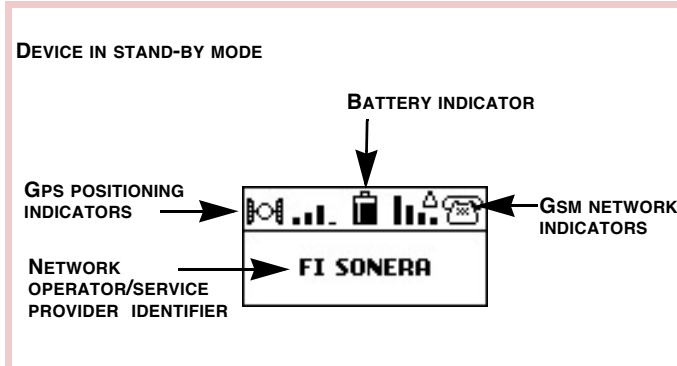 DEVICE IN STAND-BY MODE
BATTERY INDICATOR
GPS POSITIONING
INDICATORS
GSM NETWORK
INDICATORS
FI SONERA
NETWORK
OPERATOR/SERVICE
PROVIDER IDENTIFIER